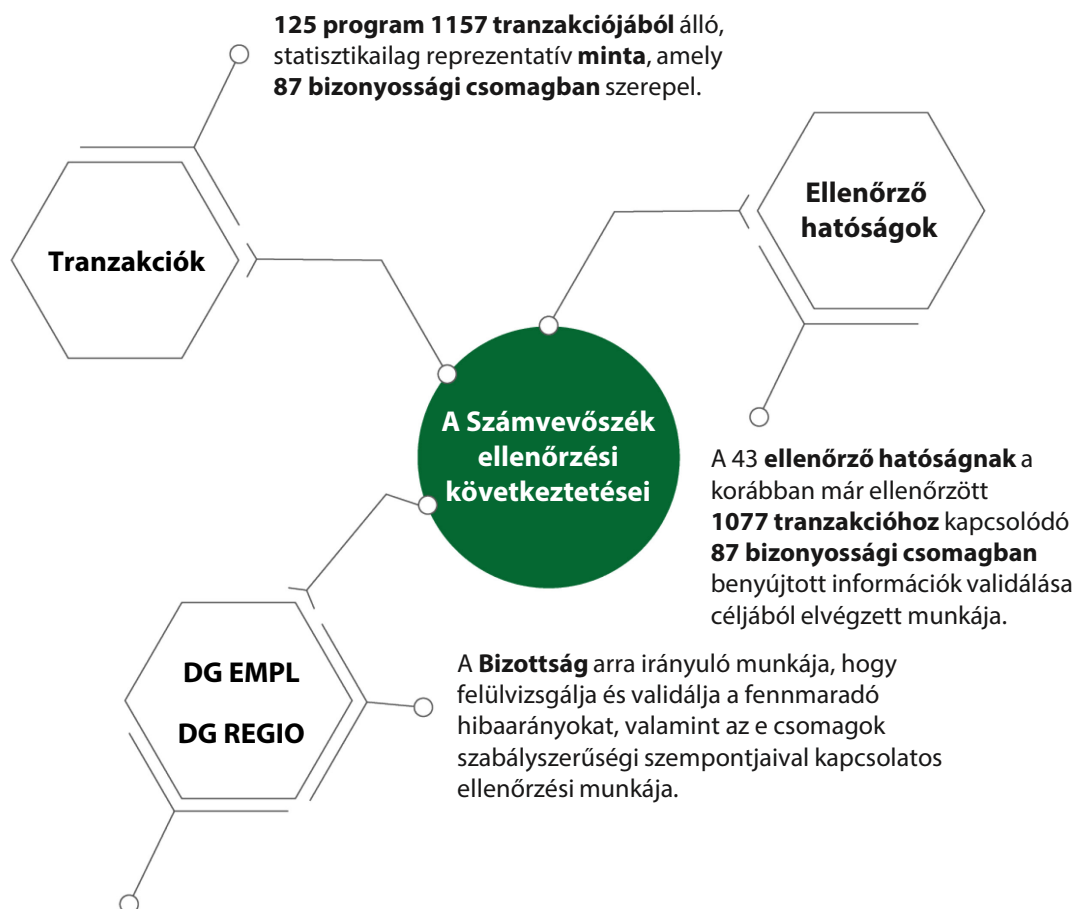 125 program 1157 tranzakciójából álló,
statisztikailag reprezentatív minta, amely
87 bizonyossági csomagban szerepel.
Tranzakciók
Ellenőrző
hatóságok
A Számvevőszék
ellenőrzési
következtetései
A 43 ellenőrző hatóságnak a
korábban már ellenőrzött
1077 tranzakcióhoz kapcsolódó
87 bizonyossági csomagban
benyújtott információk validálása
céljából elvégzett munkája.
DG EMPL
DG REGIO
A Bizottság arra irányuló munkája, hogy
felülvizsgálja és validálja a fennmaradó
hibaarányokat, valamint az e csomagok
szabályszerűségi szempontjaival kapcsolatos
ellenőrzési munkája.